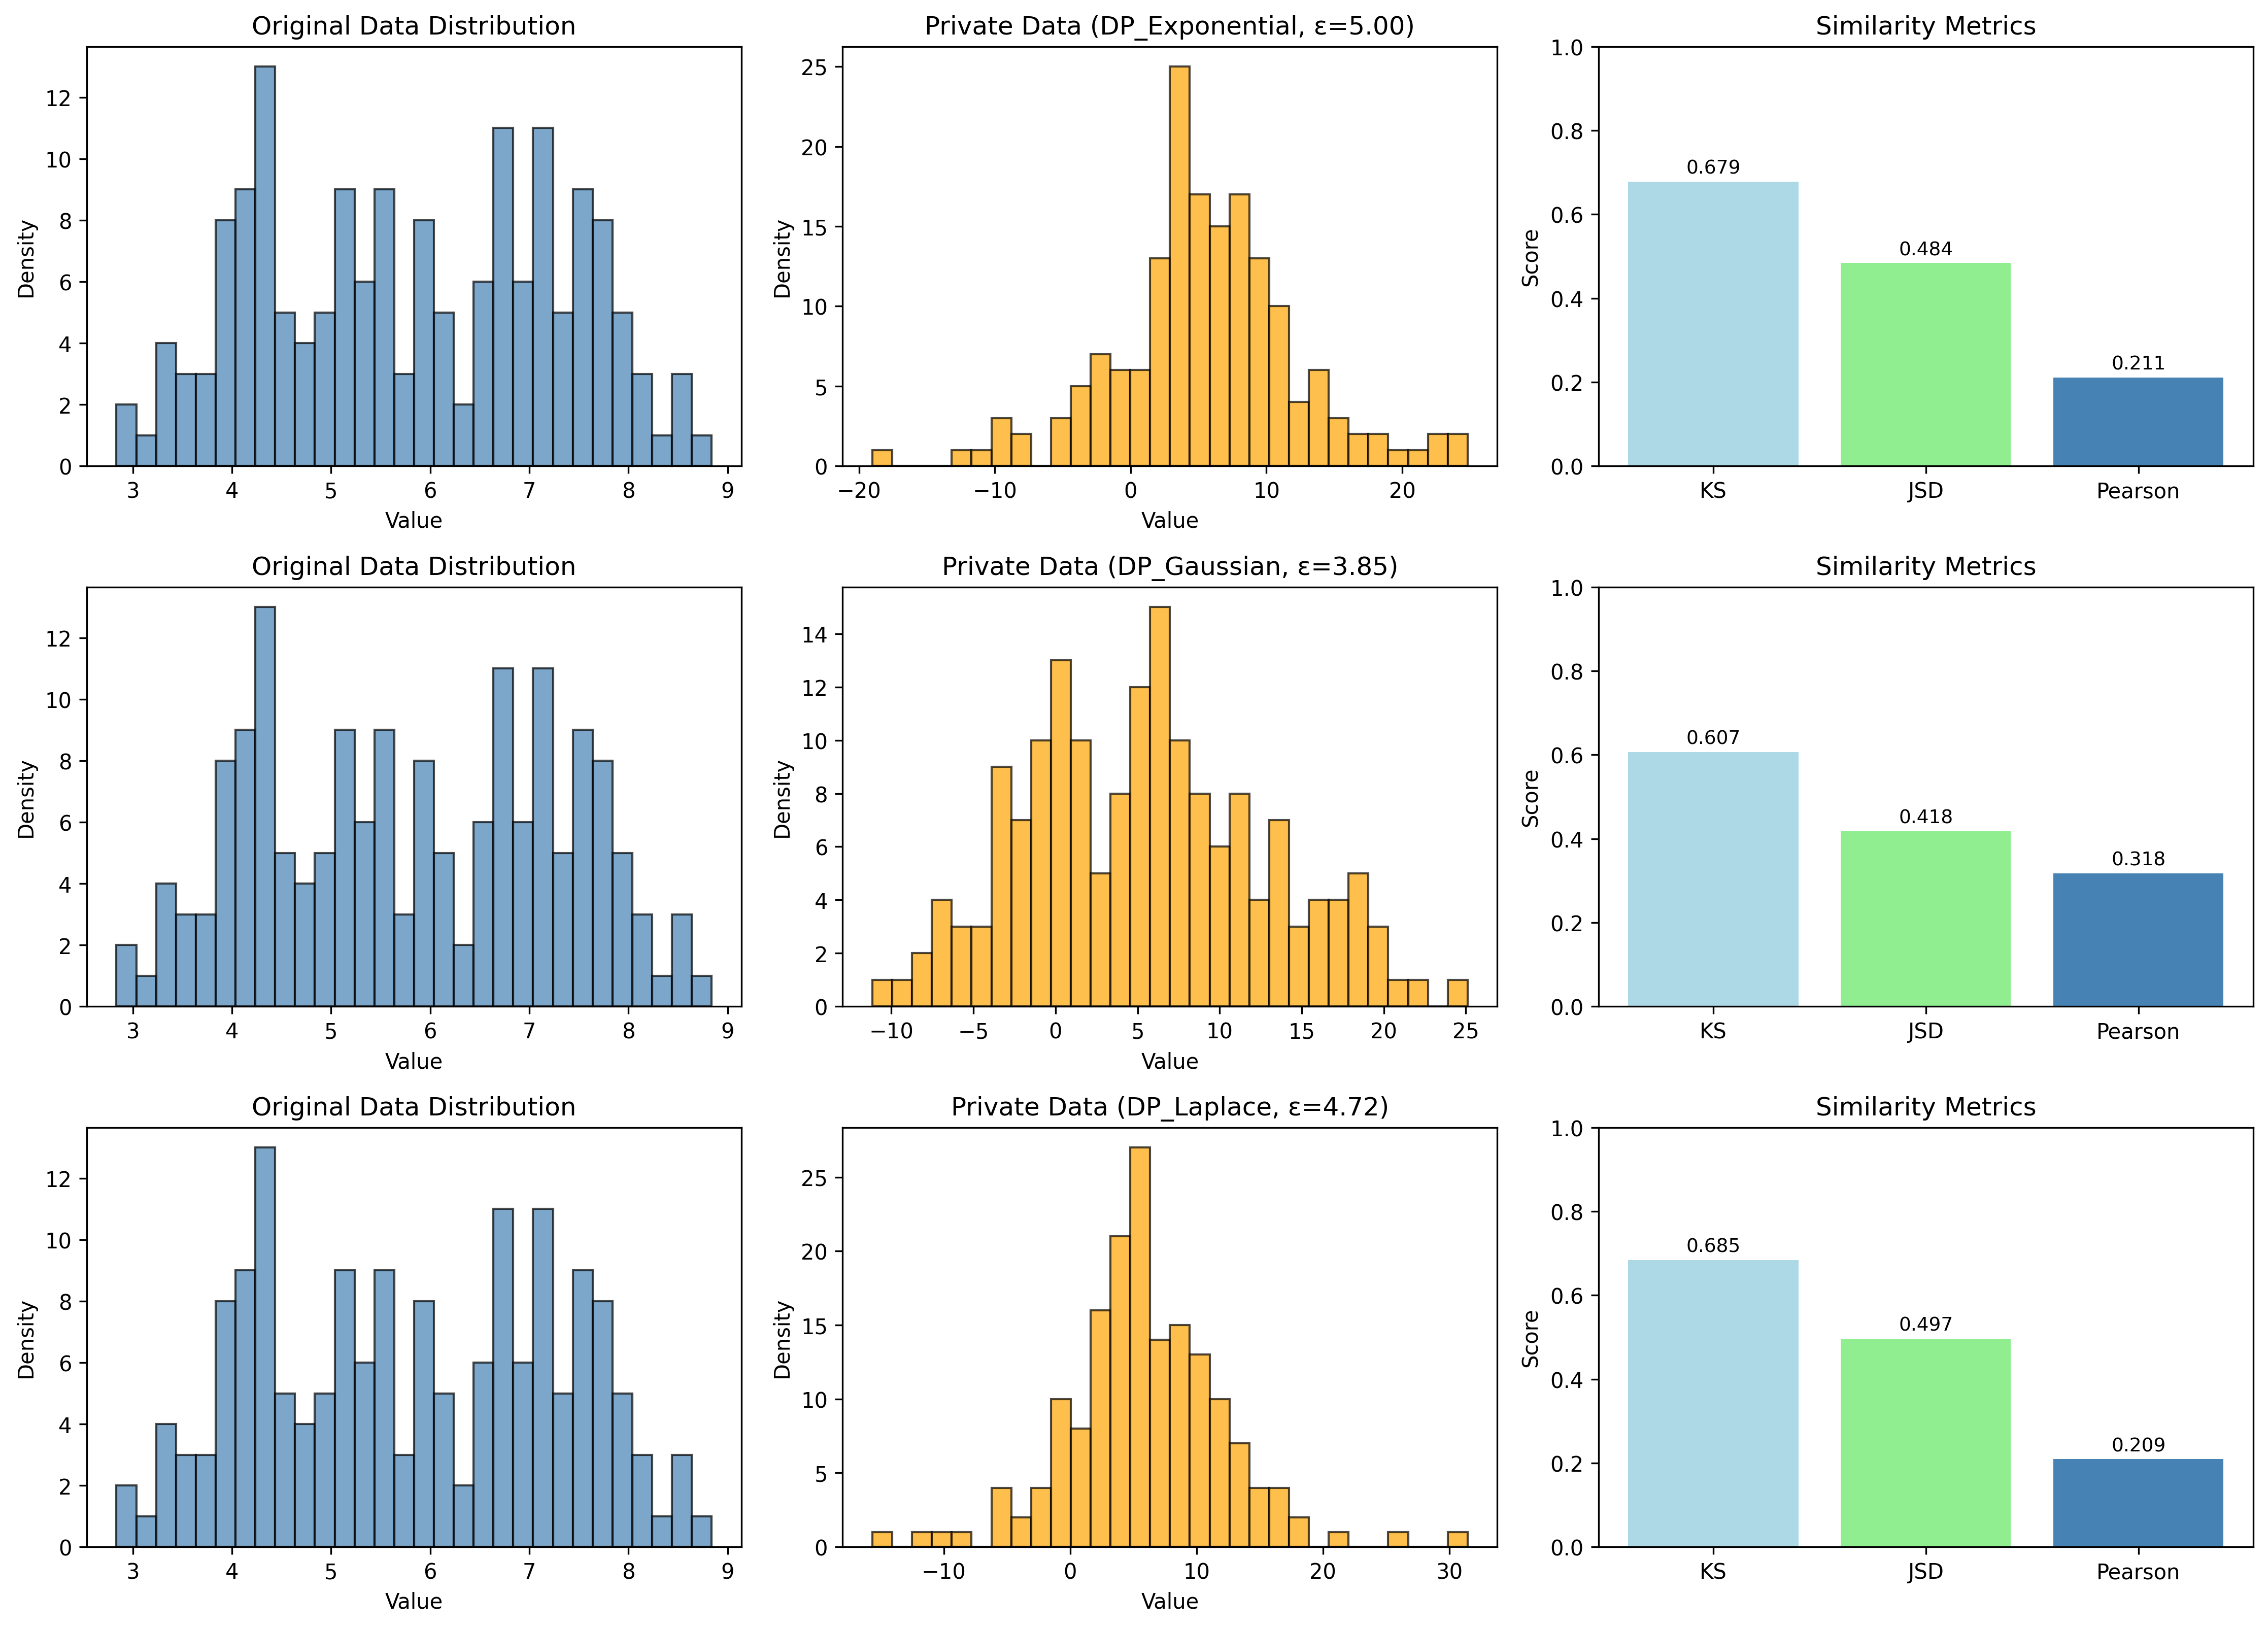 Original Data Distribution
Density
12
10
8
6
4
2
0
3 4 5 6 7 8 9
Value
Private Data (DP_Exponential, ε=5.00)
Density
25
20
15
10
5
0
−20 −10 0 10 20
Value
Similarity Metrics
Score
1.0
0.8
0.6
0.4
0.2
0.0
0.679
0.484
0.211
KS JSD Pearson
Original Data Distribution
Density
12
10
8
6
4
2
0
3 4 5 6 7 8 9
Value
Private Data (DP_Gaussian, ε=3.85)
Density
14
12
10
8
6
4
2
0
−10 −5 0 5 10 15 20 25
Value
Similarity Metrics
Score
1.0
0.8
0.6
0.4
0.2
0.0
0.607
0.418
0.318
KS JSD Pearson
Original Data Distribution
Density
12
10
8
6
4
2
0
3 4 5 6 7 8 9
Value
Private Data (DP_Laplace, ε=4.72)
Density
25
20
15
10
5
0
−10 0 10 20 30
Value
Similarity Metrics
Score
1.0
0.8
0.6
0.4
0.2
0.0
0.685
0.497
0.209
KS JSD Pearson